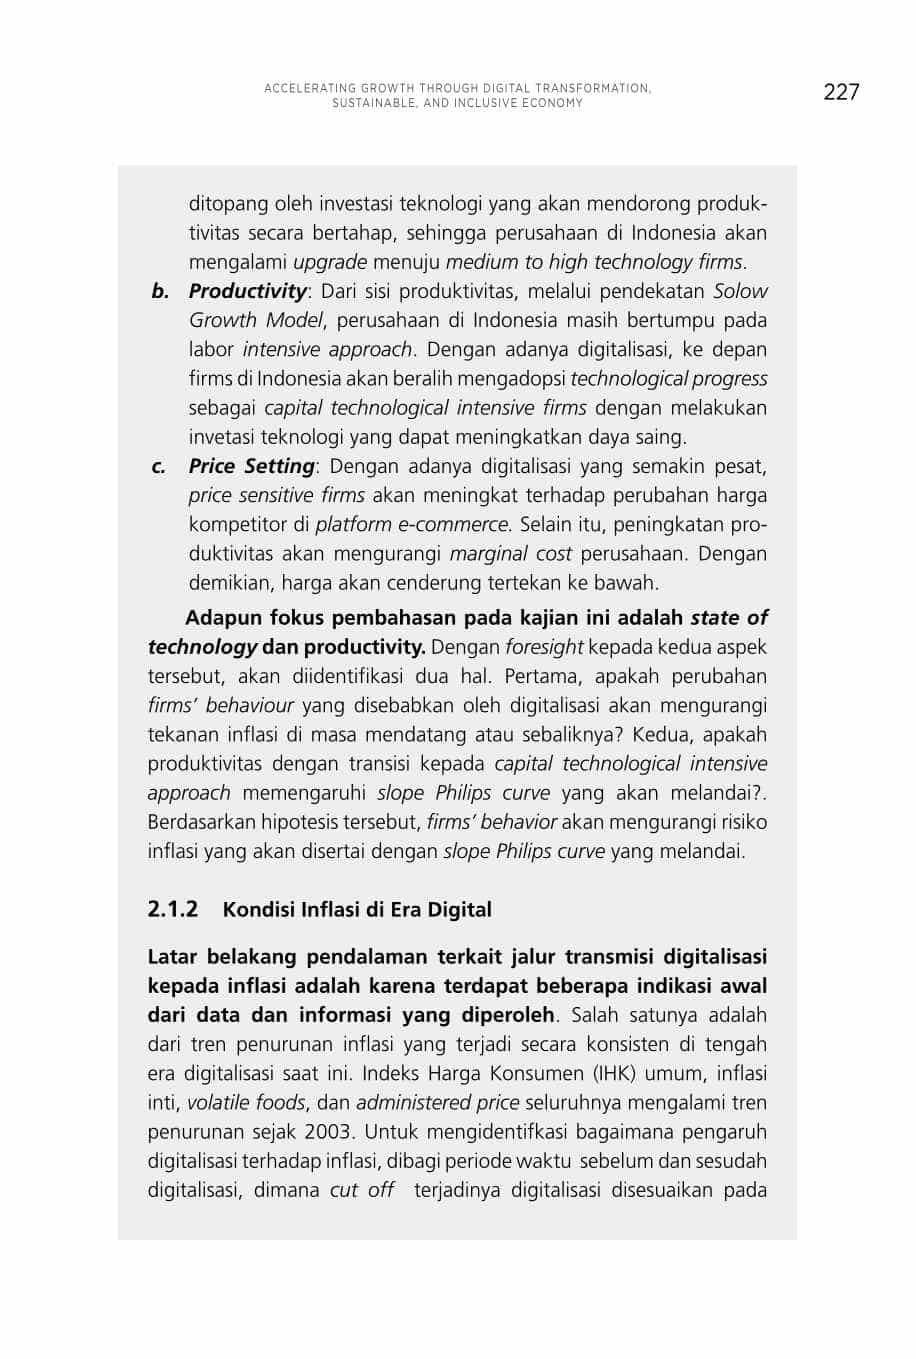 ACCELERATING GROWTH THROUGH DIGITAL TRANSFORMATION,
SUSTAINABLE, AND INCLUSIVE ECONOMY
227
ditopang oleh investasi teknologi yang akan mendorong produk-
tivitas secara bertahap, sehingga perusahaan di Indonesia akan
mengalami upgrade menuju medium to high technology firms.
b. Productivity: Dari sisi produktivitas, melalui pendekatan Solow
Growth Model, perusahaan di Indonesia masih bertumpu pada
labor intensive approach. Dengan adanya digitalisasi, ke depan
firms di Indonesia akan beralih mengadopsi technological progress
sebagai capital technological intensive firms dengan melakukan
invetasi teknologi yang dapat meningkatkan daya saing.
c. Price Setting: Dengan adanya digitalisasi yang semakin pesat,
price sensitive firms akan meningkat terhadap perubahan harga
kompetitor di platform e-commerce. Selain itu, peningkatan pro-
duktivitas akan mengurangi marginal cost perusahaan. Dengan
demikian, harga akan cenderung tertekan ke bawah.
Adapun fokus pembahasan pada kajian ini adalah state of
technology dan productivity. Dengan foresight kepada kedua aspek
tersebut, akan diidentifikasi dua hal. Pertama, apakah perubahan
firms’ behaviour yang disebabkan oleh digitalisasi akan mengurangi
tekanan inflasi di masa mendatang atau sebaliknya? Kedua, apakah
produktivitas dengan transisi kepada capital technological intensive
approach memengaruhi slope Philips curve yang akan melandai?.
Berdasarkan hipotesis tersebut, firms’ behavior akan mengurangi risiko
inflasi yang akan disertai dengan slope Philips curve yang melandai.
2.1.2 Kondisi Inflasi di Era Digital
Latar belakang pendalaman terkait jalur transmisi digitalisasi
kepada inflasi adalah karena terdapat beberapa indikasi awal
dari data dan informasi yang diperoleh. Salah satunya adalah
dari tren penurunan inflasi yang terjadi secara konsisten di tengah
era digitalisasi saat ini. Indeks Harga Konsumen (IHK) umum, inflasi
inti, volatile foods, dan administered price seluruhnya mengalami tren
penurunan sejak 2003. Untuk mengidentifkasi bagaimana pengaruh
digitalisasi terhadap inflasi, dibagi periode waktu sebelum dan sesudah
digitalisasi, dimana cut off terjadinya digitalisasi disesuaikan pada